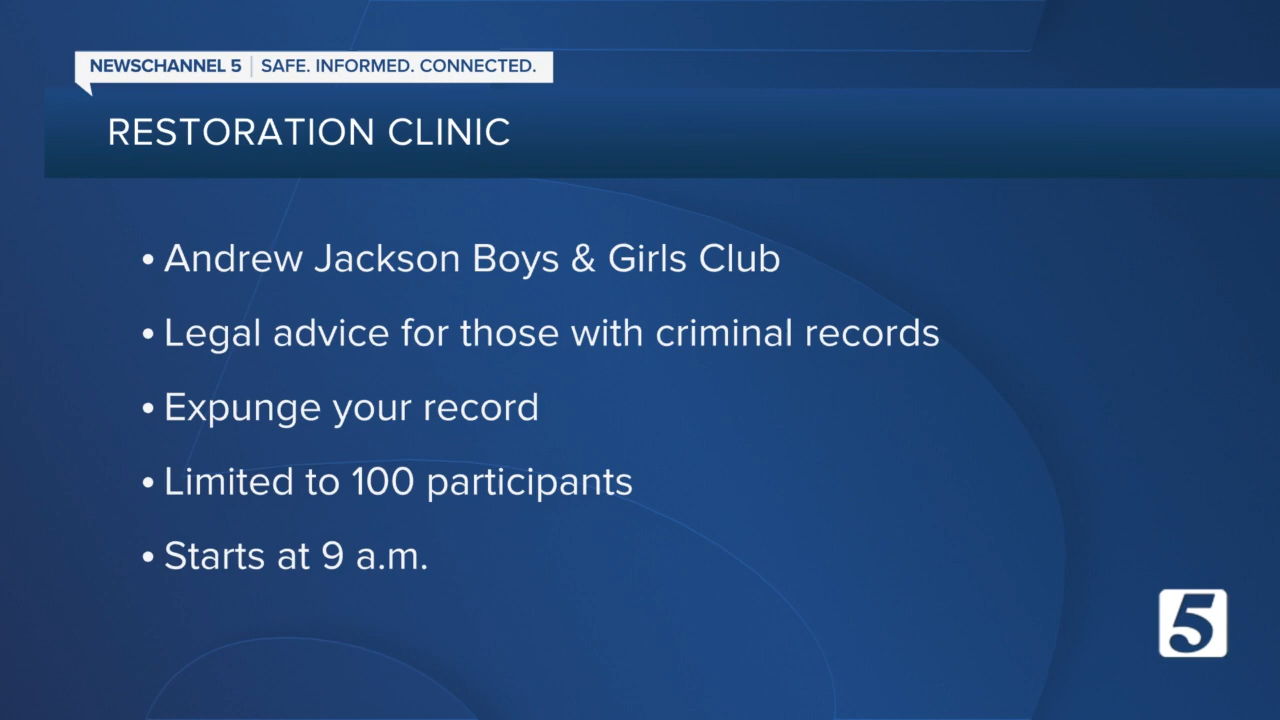 NEWSCHANNEL 5 | SAFE. INFORMED. CONNECTED.
RESTORATION CLINIC
• Andrew Jackson Boys & Girls Club
• Legal advice for those with criminal records
• Expunge your record
• Limited to 100 participants
• Starts at 9 a.m.
5